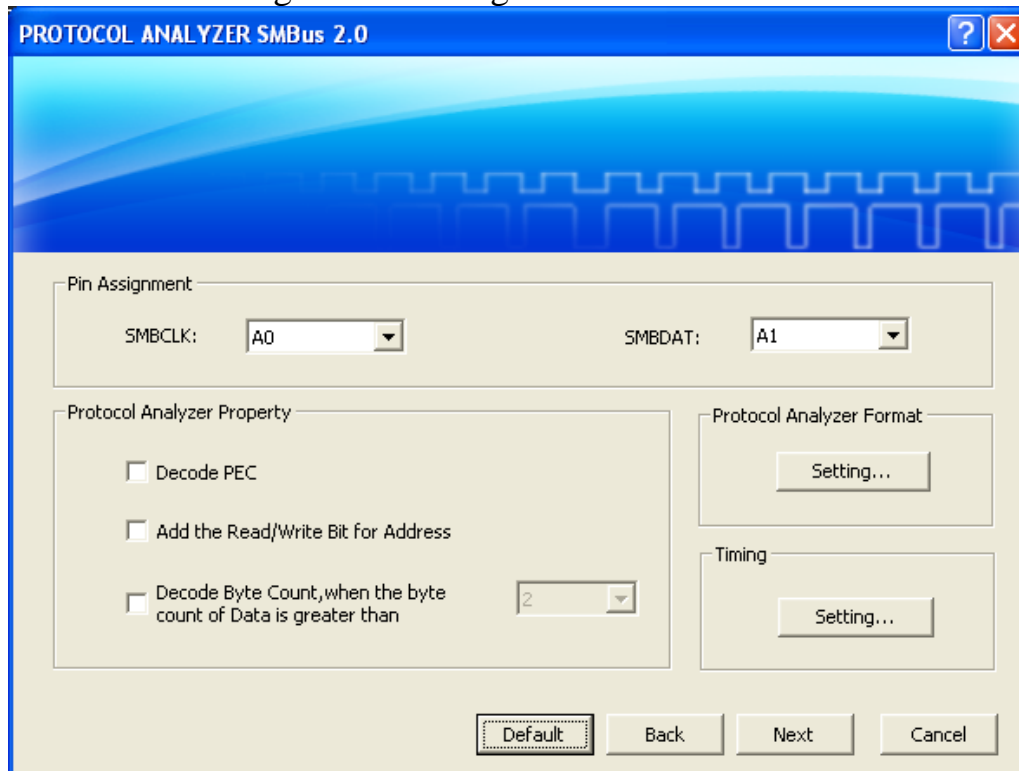 PROTOCOL ANALYZER SMBus 2.0
Pin Assignment
SMBCLK: A0 SMBDAT: A1
Protocol Analyzer Property
Decode PEC
Add the Read/Write Bit for Address
Decode Byte Count,when the byte
count of Data is greater than
2
Protocol Analyzer Format
Setting...
Timing
Setting...
Default Back Next Cancel